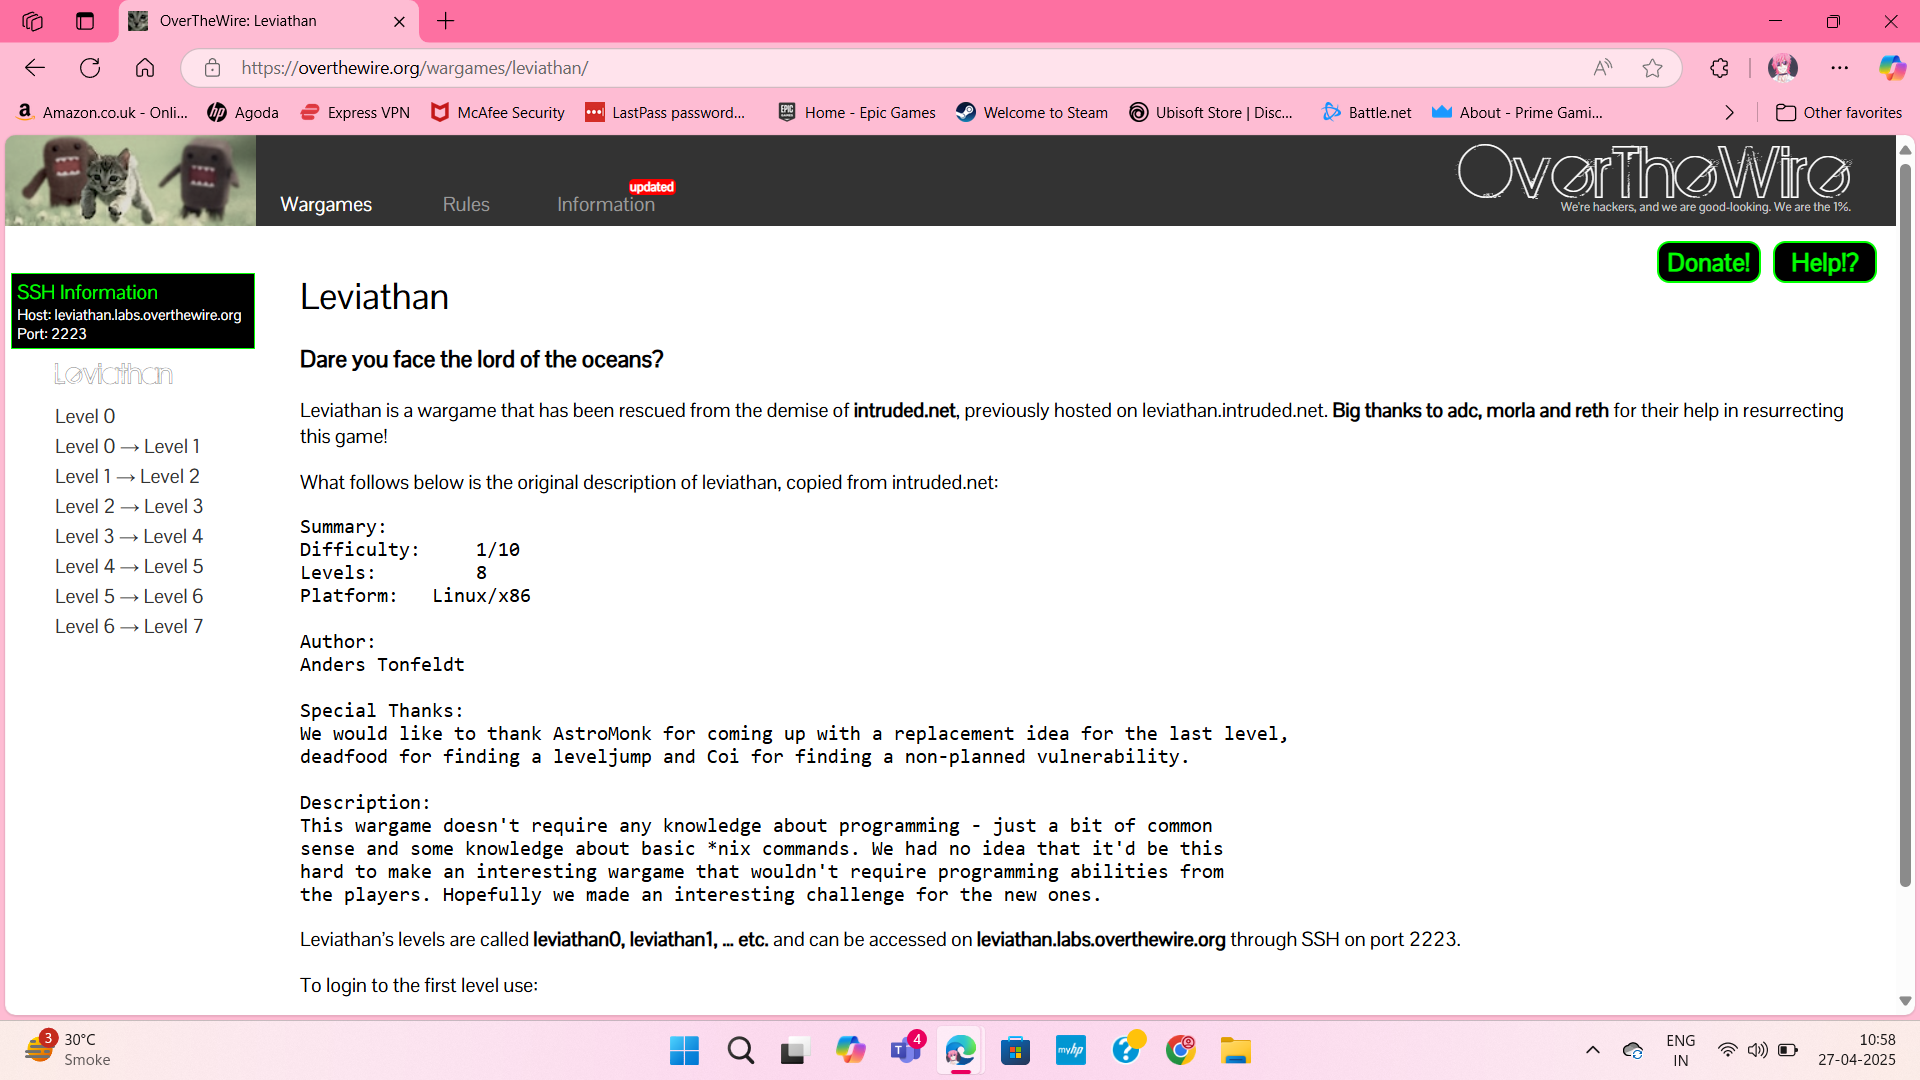 OverTheWire: Leviathan
https://overthewire.org/wargames/leviathan/
Amazon.co.uk - Onli...
Agoda
Express VPN
McAfee Security
LastPass password...
Home - Epic Games
Welcome to Steam
Ubisoft Store | Disc...
Battle.net
About - Prime Gami...
Other favorites
Wargames
Rules
Information
updated
OverTheWire
We're hackers, and we are good-looking. We are the 1%.
Donate!
Help!?
SSH Information
Host: leviathan.labs.overthewire.org
Port: 2223
Leviathan
Level 0
Level 0 → Level 1
Level 1 → Level 2
Level 2 → Level 3
Level 3 → Level 4
Level 4 → Level 5
Level 5 → Level 6
Level 6 → Level 7
Leviathan
Dare you face the lord of the oceans?
Leviathan is a wargame that has been rescued from the demise of intruded.net, previously hosted on leviathan.intruded.net. Big thanks to adc, morla and reth for their help in resurrecting
this game!
What follows below is the original description of leviathan, copied from intruded.net:
Summary:
Difficulty: 1/10
Levels: 8
Platform: Linux/x86
Author:
Anders Tonfeldt
Special Thanks:
We would like to thank AstroMonk for coming up with a replacement idea for the last level,
deadfood for finding a leveljump and Coi for finding a non-planned vulnerability.
Description:
This wargame doesn't require any knowledge about programming - just a bit of common
sense and some knowledge about basic *nix commands. We had no idea that it'd be this
hard to make an interesting wargame that wouldn't require programming abilities from
the players. Hopefully we made an interesting challenge for the new ones.
Leviathan’s levels are called leviathan0, leviathan1, ... etc. and can be accessed on leviathan.labs.overthewire.org through SSH on port 2223.
To login to the first level use:
3
30°C
Smoke
4
myhp
ENG
IN
10:58
27-04-2025